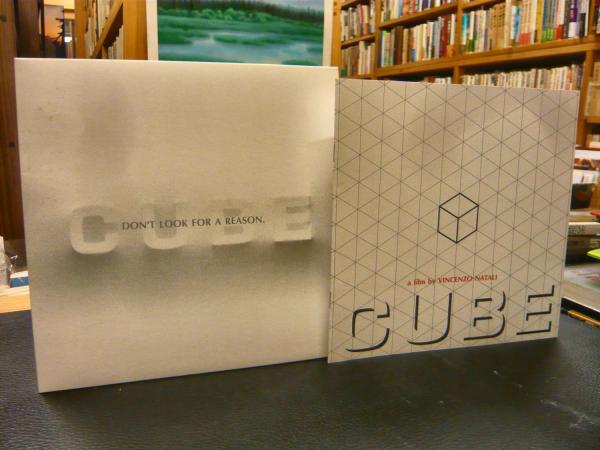 CUBE
DON'T LOOK FOR A REASON.
a film by VINCENZO NATALI
CUBE